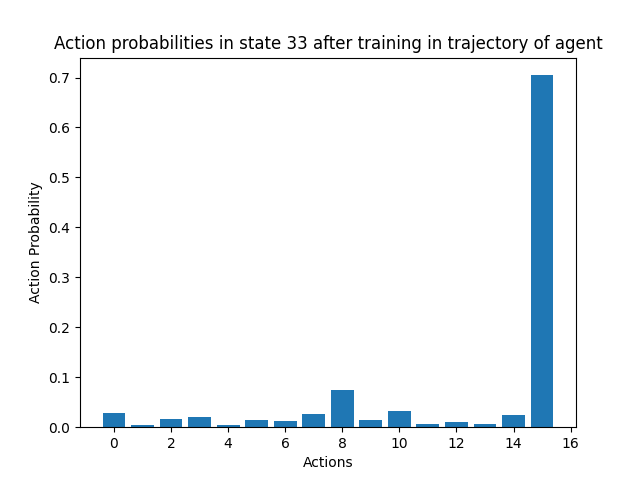 Action probabilities in state 33 after training in trajectory of agent
0.7
0.6
0.5
0.4
0.3
0.2
0.1
0.0
Action Probability
0 2 4 6 8 10 12 14 16
Actions